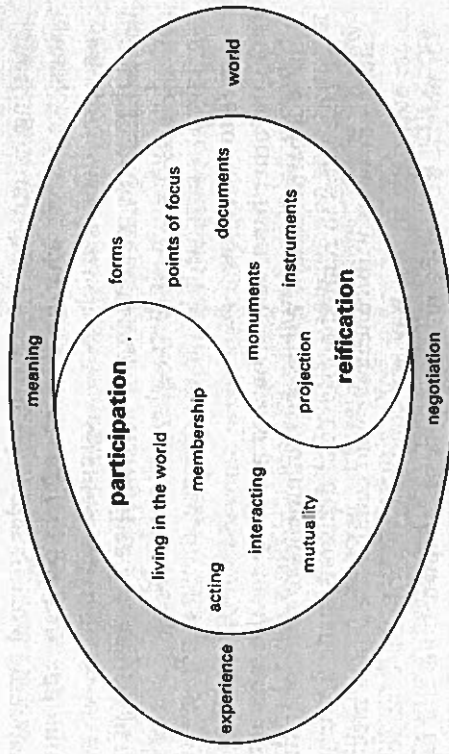 meaning
participation
living in the world
membership
acting
interacting
mutuality
forms
points of focus
documents
monuments
instruments
projection
reification
experience
world
negotiation